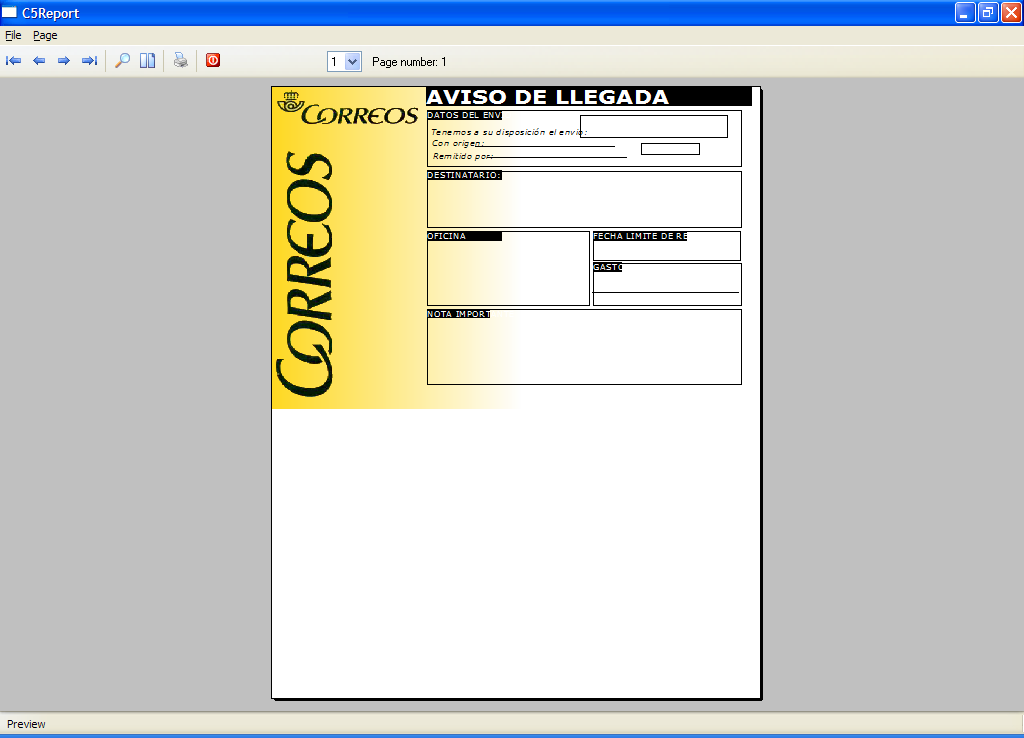 C5Report
File Page
1 Page number: 1
CORREOS
AVISO DE LLEGADA
DATOS DEL ENV
Tenemos a su disposición el envío:
Con origen:
Remitido por:
CORREOS
DESTINATARIO:
OFICINA
FECHA LIMITE DE RE
GASTO
NOTA IMPORT
Preview